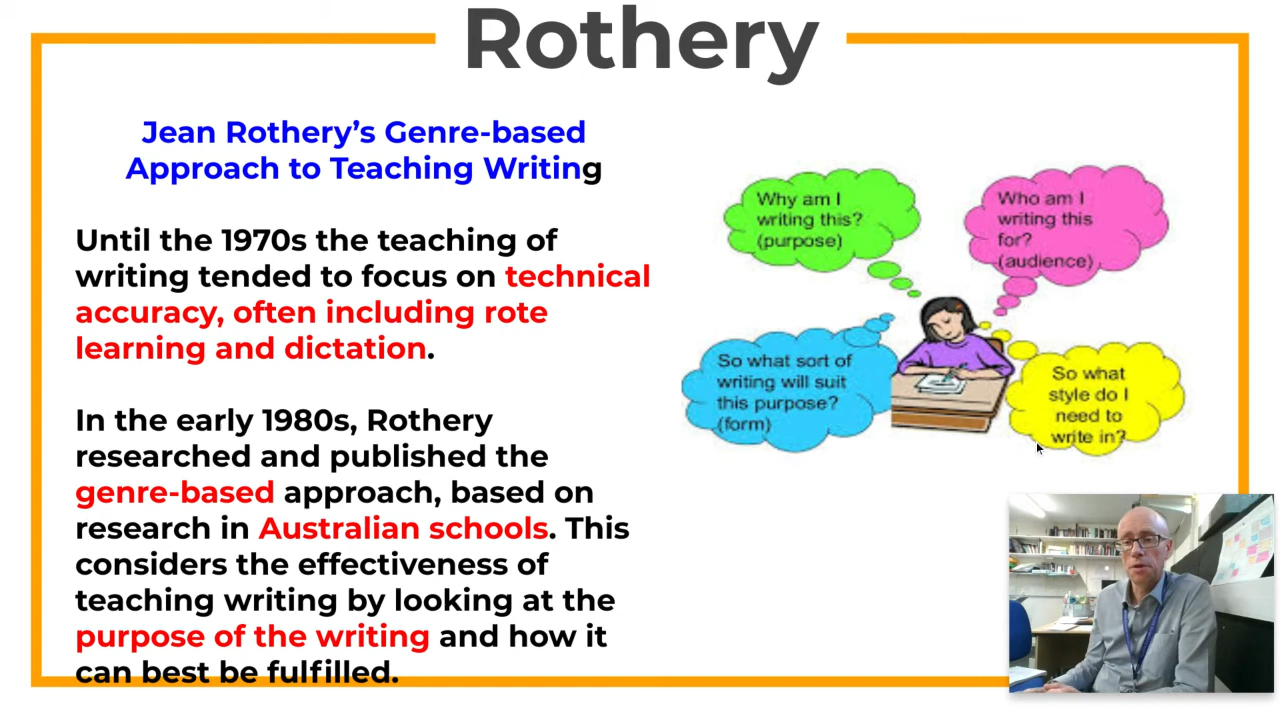 Rothery
Jean Rothery’s Genre-based
Approach to Teaching Writing
Until the 1970s the teaching of
writing tended to focus on technical
accuracy, often including rote
learning and dictation.
In the early 1980s, Rothery
researched and published the
genre-based approach, based on
research in Australian schools. This
considers the effectiveness of
teaching writing by looking at the
purpose of the writing and how it
can best be fulfilled.
Why am I
writing this?
(purpose)
Who am I
writing this
for?
(audience)
So what sort of
writing will suit
this purpose?
(form)
So what
style do I
need to
write in?